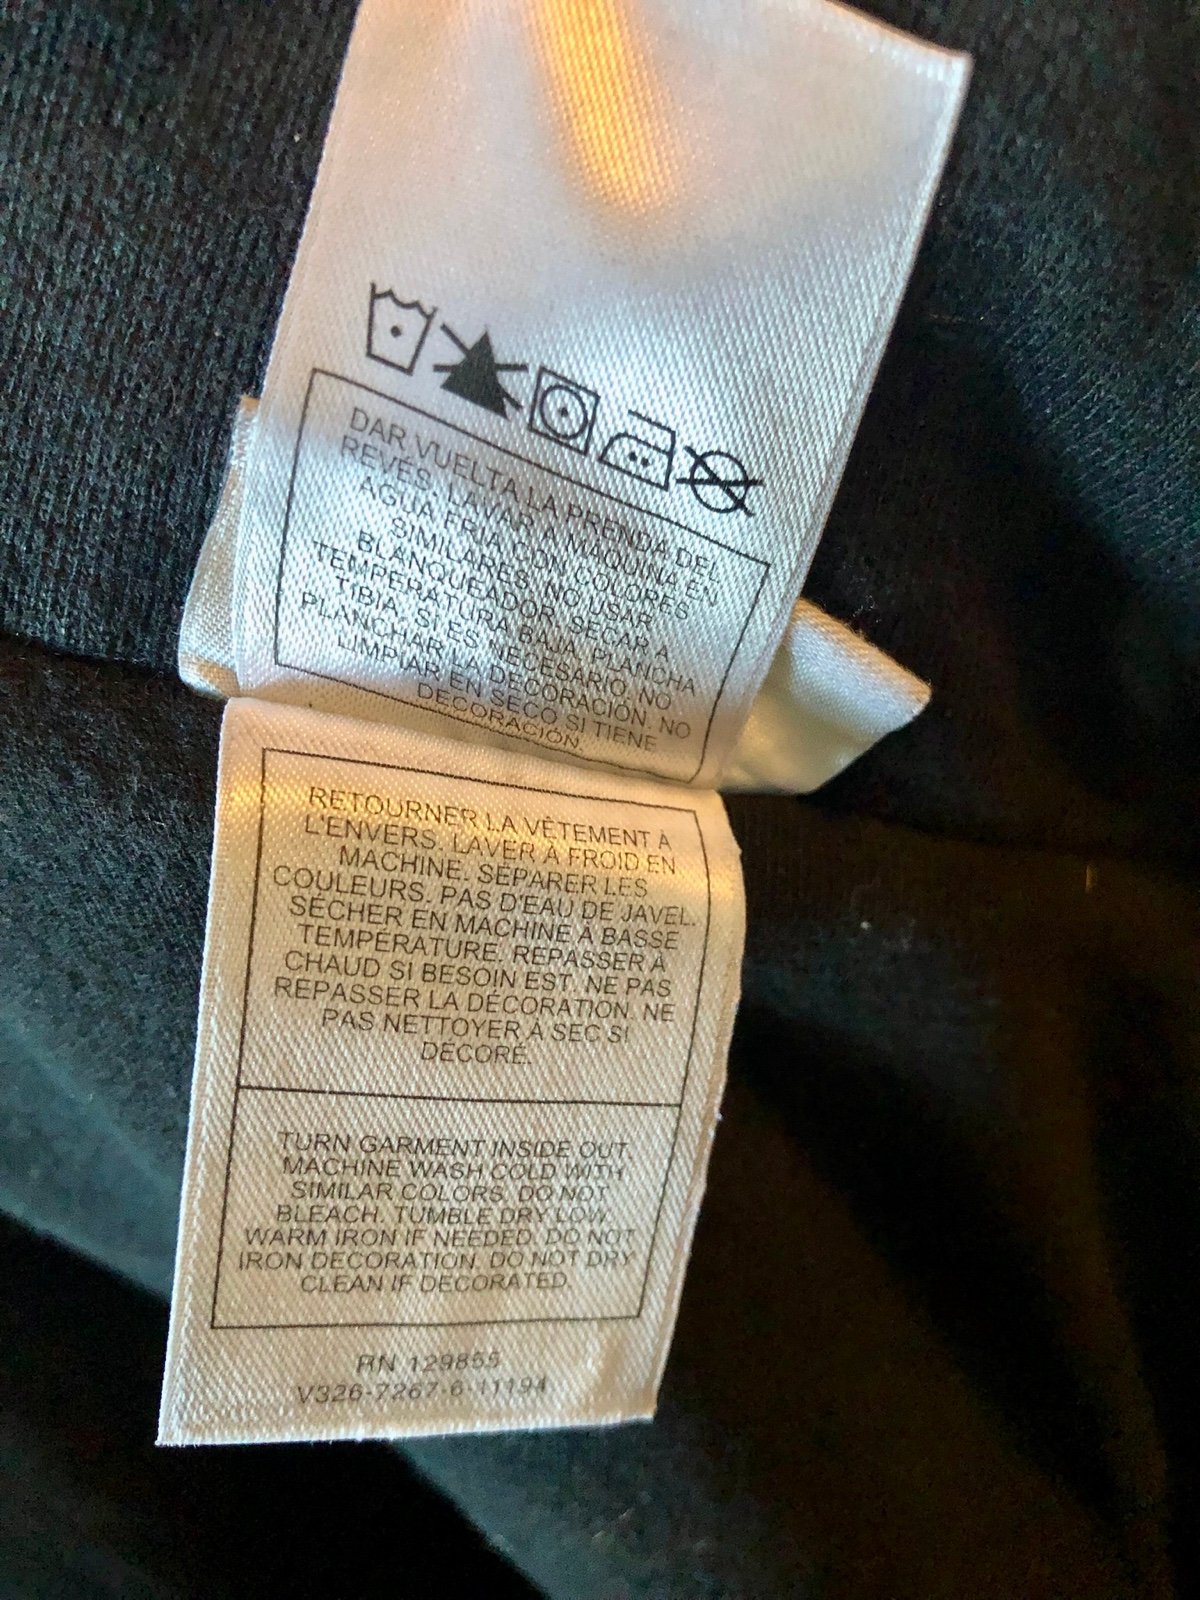 DAR VUELTA LA PRENDA DEL
REVÉS. LAVAR A MÁQUINA EN
AGUA FRÍA CON COLORES
SIMILARES. NO USAR
BLANQUEADOR. SECAR A
TEMPERATURA BAJA. PLANCHA
TIBIA, SI ES NECESARIO. NO
PLANCHAR LA DECORACIÓN. NO
LIMPIAR EN SECO SI TIENE
DECORACIÓN.
RETOURNER LA VÊTEMENT À
L'ENVERS. LAVER À FROID EN
MACHINE. SÉPARER LES
COULEURS. PAS D'EAU DE JAVEL.
SÉCHER EN MACHINE À BASSE
TEMPÉRATURE. REPASSER À
CHAUD SI BESOIN EST. NE PAS
REPASSER LA DÉCORATION. NE
PAS NETTOYER À SEC SI
DÉCORÉ.
TURN GARMENT INSIDE OUT.
MACHINE WASH COLD WITH
SIMILAR COLORS. DO NOT
BLEACH. TUMBLE DRY LOW.
WARM IRON IF NEEDED. DO NOT
IRON DECORATION. DO NOT DRY
CLEAN IF DECORATED.
RN 129855
V326-7267-6-11194